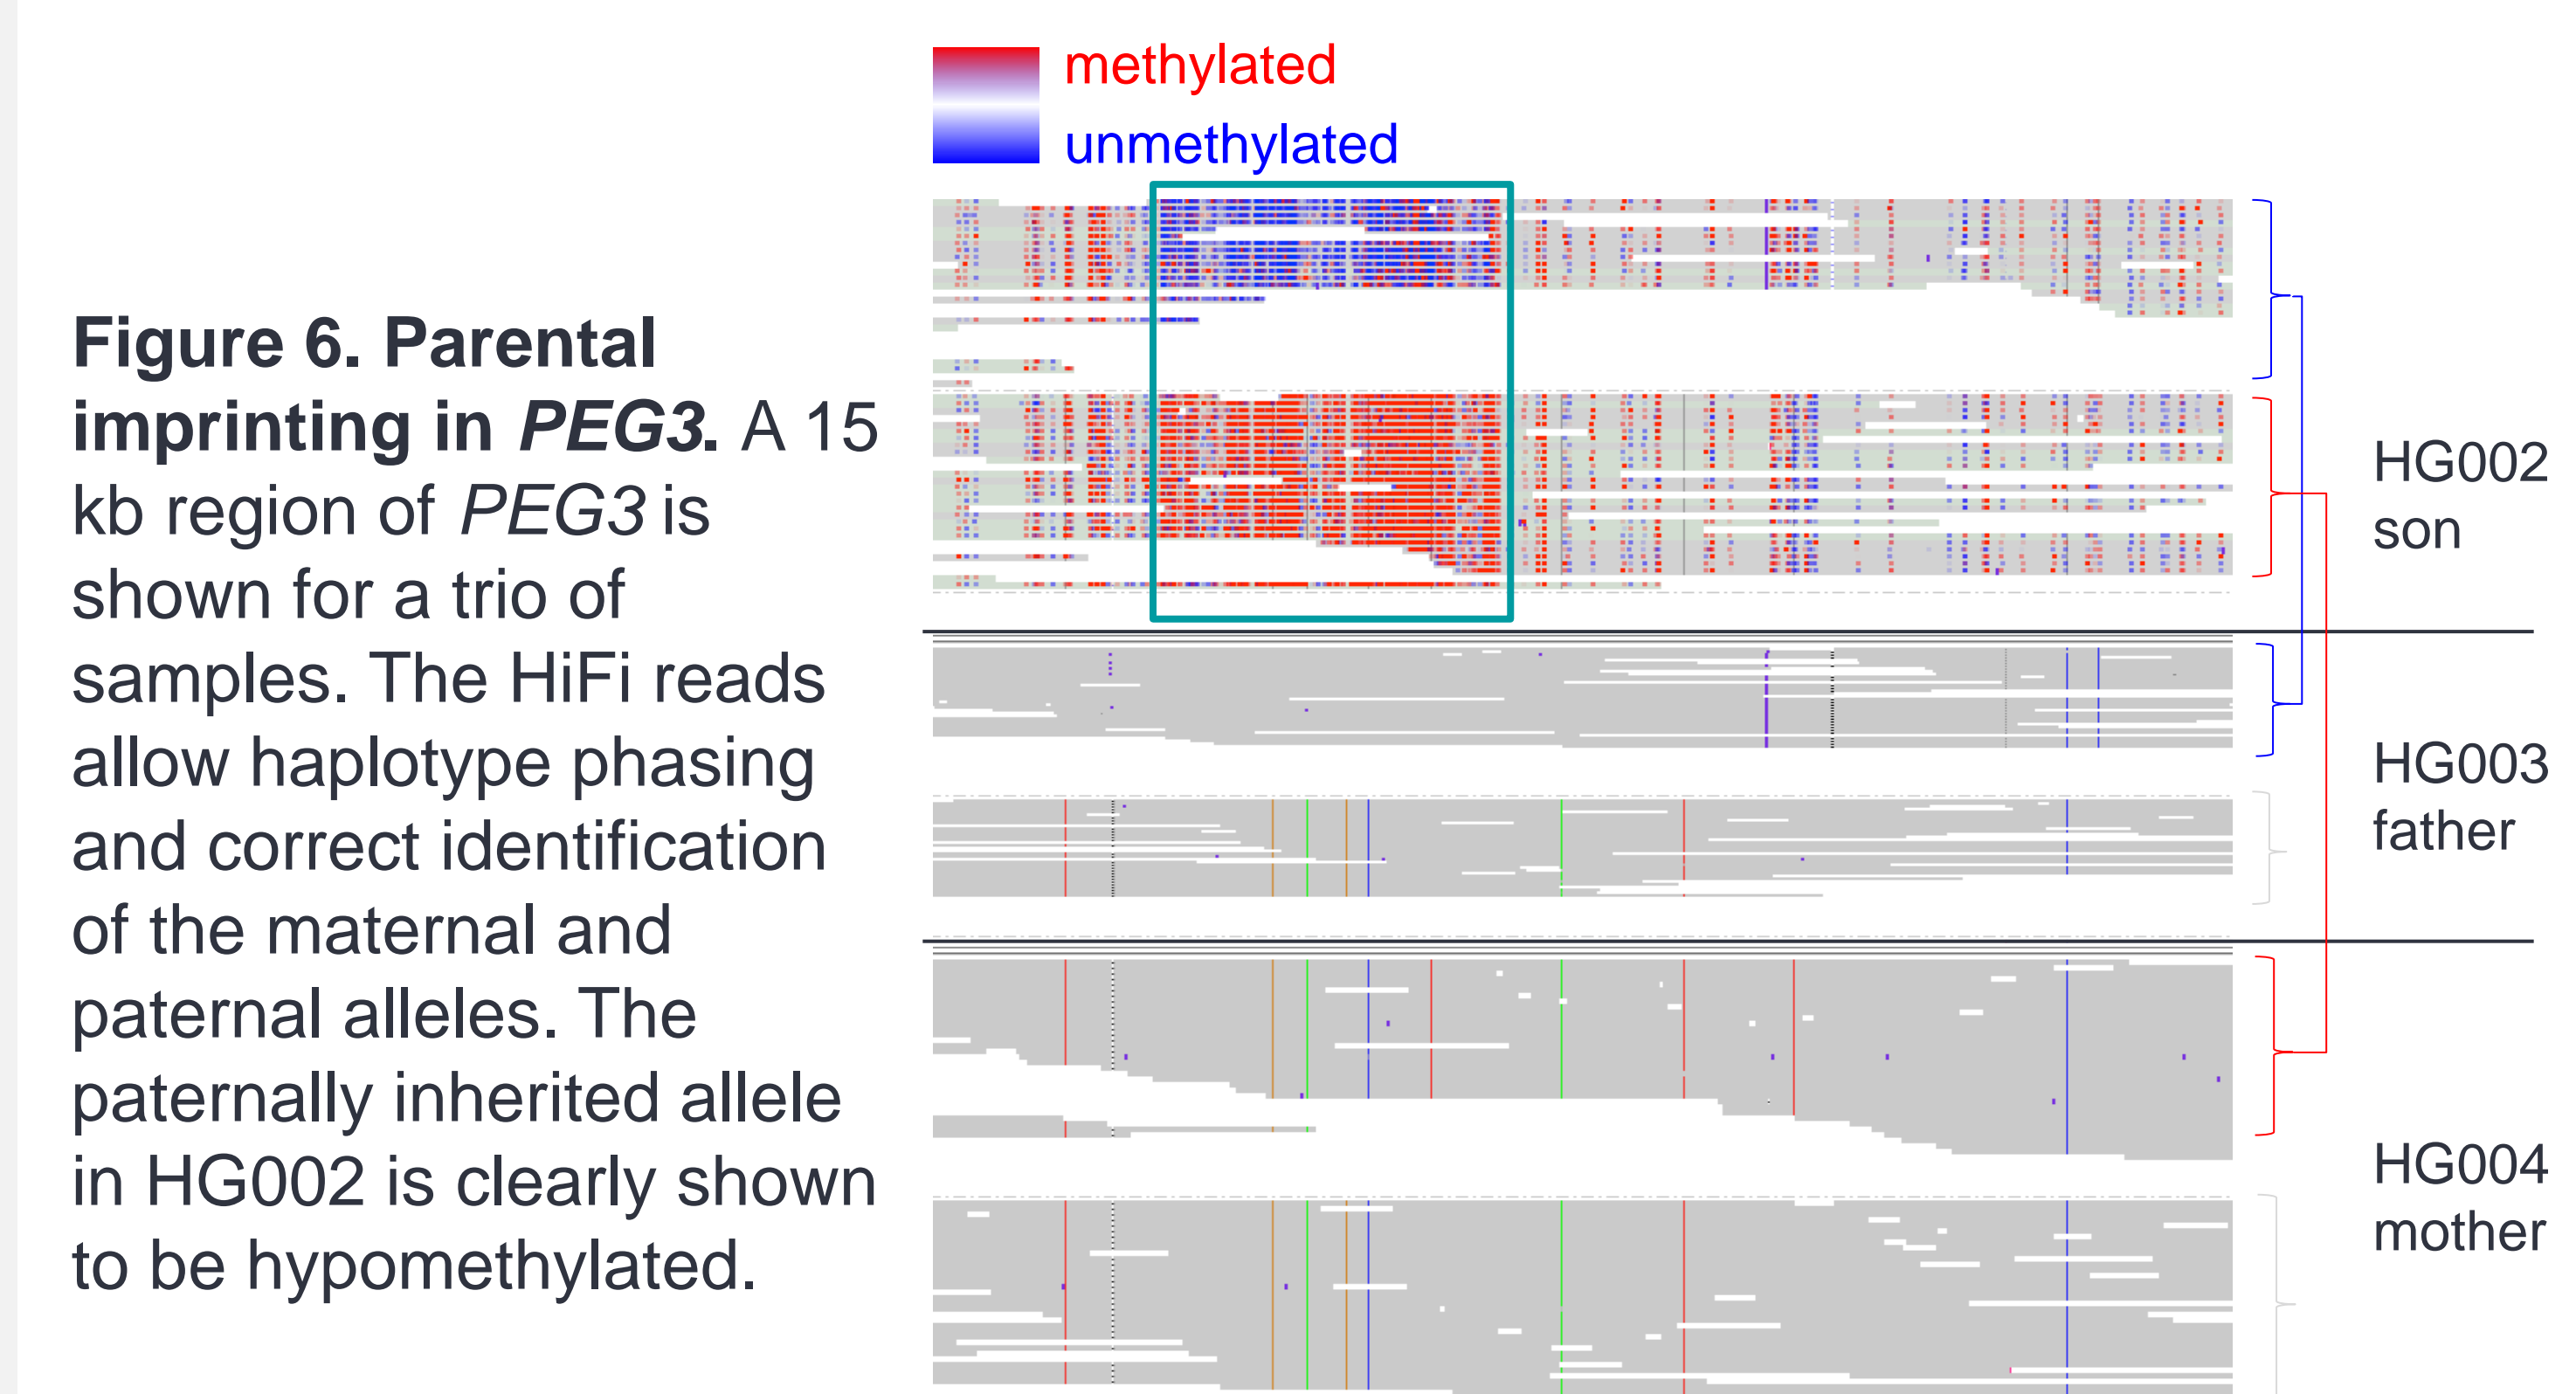 methylated
unmethylated
Figure 6. Parental
imprinting in PEG3. A 15
kb region of PEG3 is
shown for a trio of
samples. The HiFi reads
allow haplotype phasing
and correct identification
of the maternal and
paternal alleles. The
paternally inherited allele
in HG002 is clearly shown
to be hypomethylated.
HG002
son
HG003
father
HG004
mother